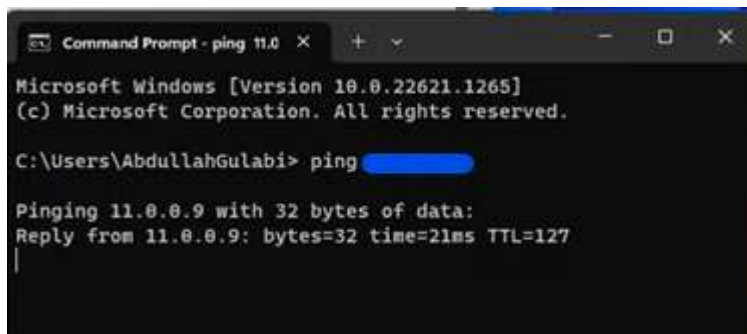 Command Prompt - ping 11.0
Microsoft Windows [Version 10.0.22621.1265]
(c) Microsoft Corporation. All rights reserved.
C:\Users\AbdullahGulabi> ping
Pinging 11.0.0.9 with 32 bytes of data:
Reply from 11.0.0.9: bytes=32 time=21ms TTL=127